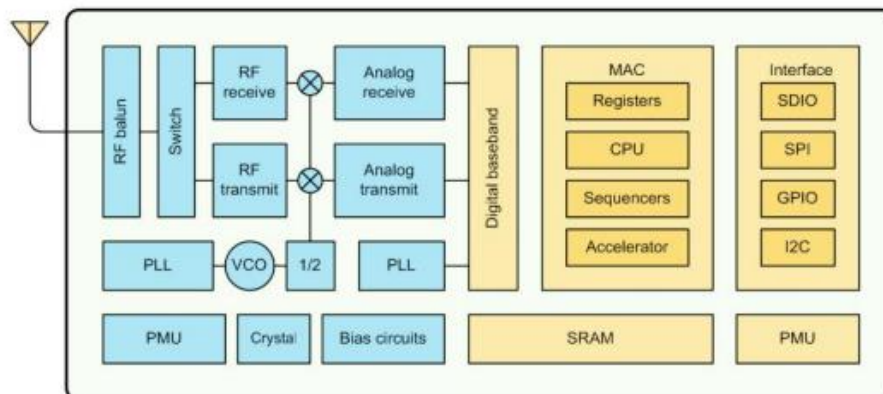 RF balun
Switch
RF
receive
Analog
receive
RF
transmit
Analog
transmit
PLL
VCO
1/2
PLL
Digital baseband
MAC
Registers
CPU
Sequencers
Accelerator
Interface
SDIO
SPI
GPIO
I2C
PMU
Crystal
Bias circuits
SRAM
PMU